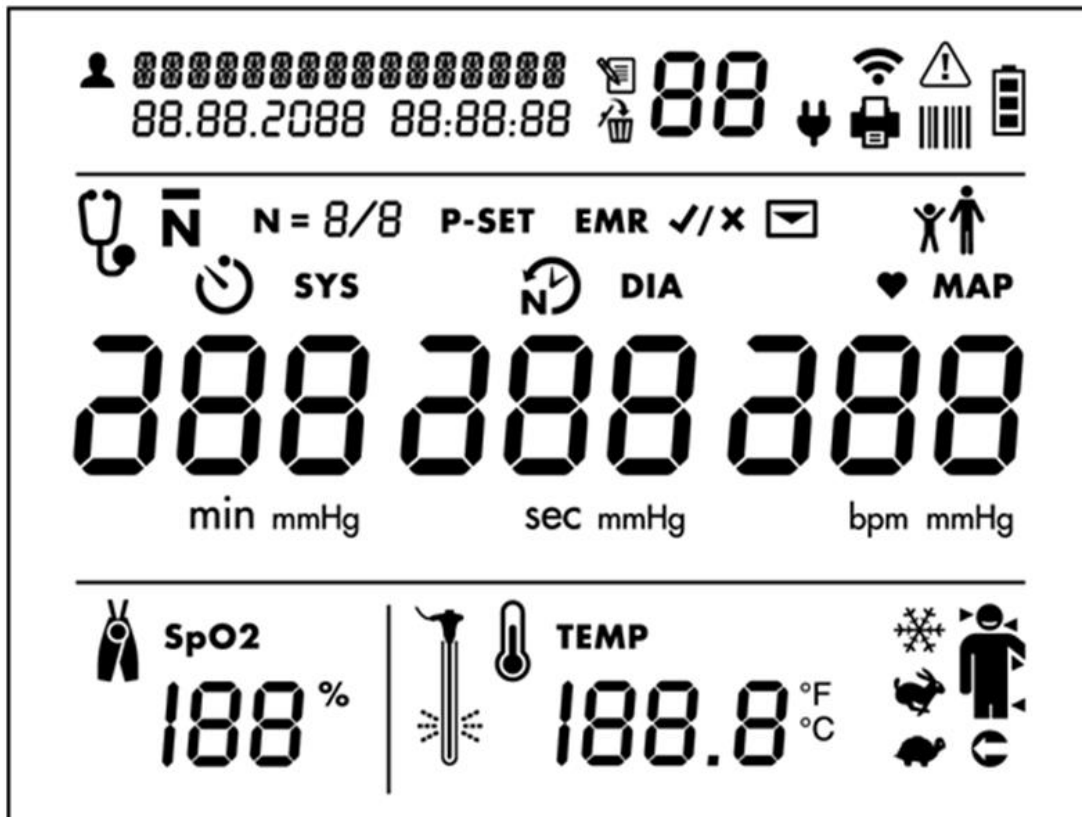 88888888888888888 88
88.88.2088 88:88:88
N N = 8/8 P-SET EMR ✓/✗
SYS N DIA ♥ MAP
288 288 288
min mmHg sec mmHg bpm mmHg
SpO2 TEMP
188 % 188.8 °F
°C